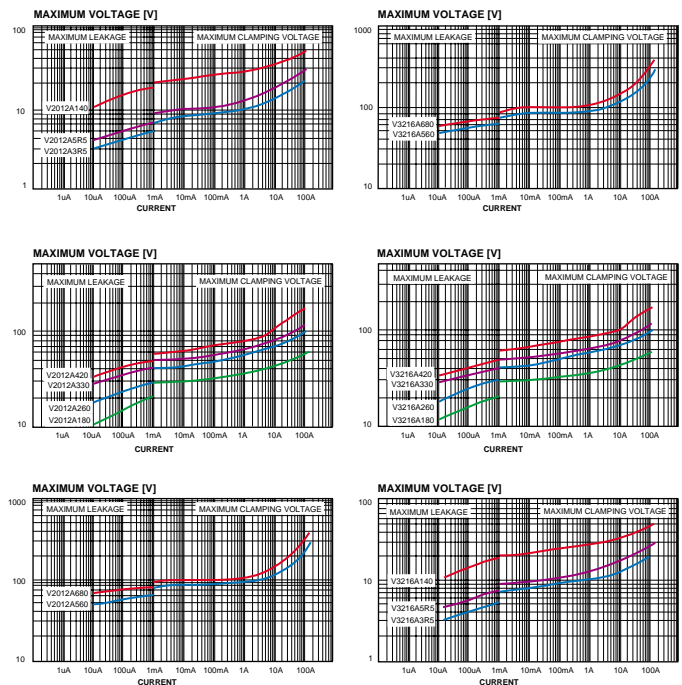 MAXIMUM VOLTAGE [V]
100
MAXIMUM LEAKAGE
MAXIMUM CLAMPING VOLTAGE
V2012A140
10
V2012A5R5
V2012A3R5
1
1uA 10uA 100uA 1mA 10mA 100mA 1A 10A 100A
CURRENT
MAXIMUM VOLTAGE [V]
1000
MAXIMUM LEAKAGE
MAXIMUM CLAMPING VOLTAGE
100
V3216A680
V3216A560
10
1uA 10uA 100uA 1mA 10mA 100mA 1A 10A 100A
CURRENT
MAXIMUM VOLTAGE [V]
MAXIMUM LEAKAGE
MAXIMUM CLAMPING VOLTAGE
100
V2012A420
V2012A330
V2012A260
V2012A180
10
1uA 10uA 100uA 1mA 10mA 100mA 1A 10A 100A
CURRENT
MAXIMUM VOLTAGE [V]
MAXIMUM LEAKAGE
MAXIMUM CLAMPING VOLTAGE
100
V3216A420
V3216A330
V3216A260
V3216A180
10
1uA 10uA 100uA 1mA 10mA 100mA 1A 10A 100A
CURRENT
MAXIMUM VOLTAGE [V]
1000
MAXIMUM LEAKAGE
MAXIMUM CLAMPING VOLTAGE
100
V2012A680
V2012A560
10
1uA 10uA 100uA 1mA 10mA 100mA 1A 10A 100A
CURRENT
MAXIMUM VOLTAGE [V]
100
MAXIMUM LEAKAGE
MAXIMUM CLAMPING VOLTAGE
V3216A140
10
V3216A5R5
V3216A3R5
1
1uA 10uA 100uA 1mA 10mA 100mA 1A 10A 100A
CURRENT